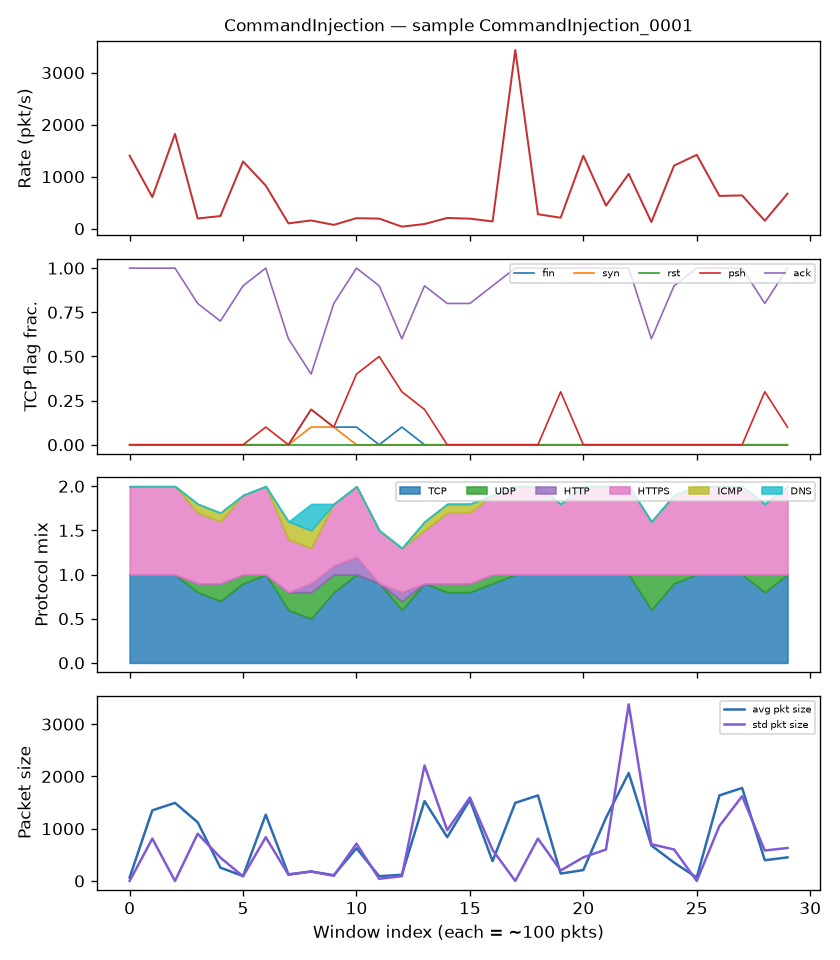 CommandInjection — sample CommandInjection_0001
Rate (pkt/s)
3000
2000
1000
0
TCP flag frac.
1.00
0.75
0.50
0.25
0.00
fin syn rst psh ack
Protocol mix
2.0
1.5
1.0
0.5
0.0
TCP UDP HTTP HTTPS ICMP DNS
Packet size
3000
2000
1000
0
avg pkt size
std pkt size
0 5 10 15 20 25 30
Window index (each = ~100 pkts)